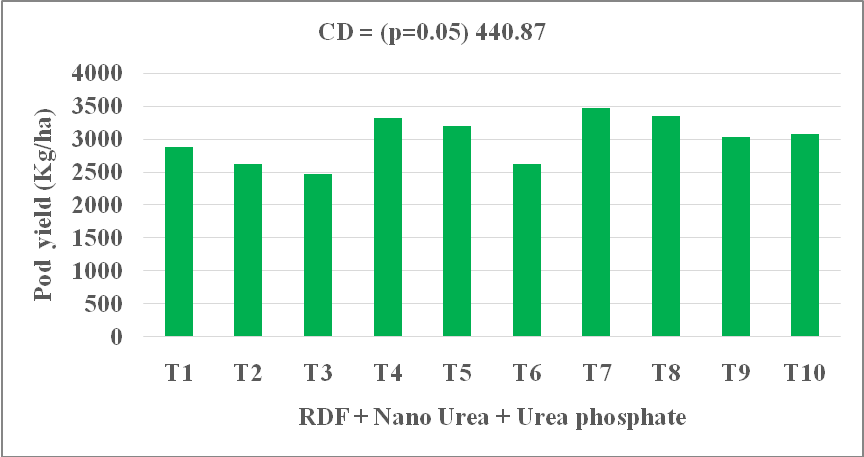 CD = (p=0.05) 440.87
Pod yield (Kg/ha)
4000
3500
3000
2500
2000
1500
1000
500
0
T1 T2 T3 T4 T5 T6 T7 T8 T9 T10
RDF + Nano Urea + Urea phosphate